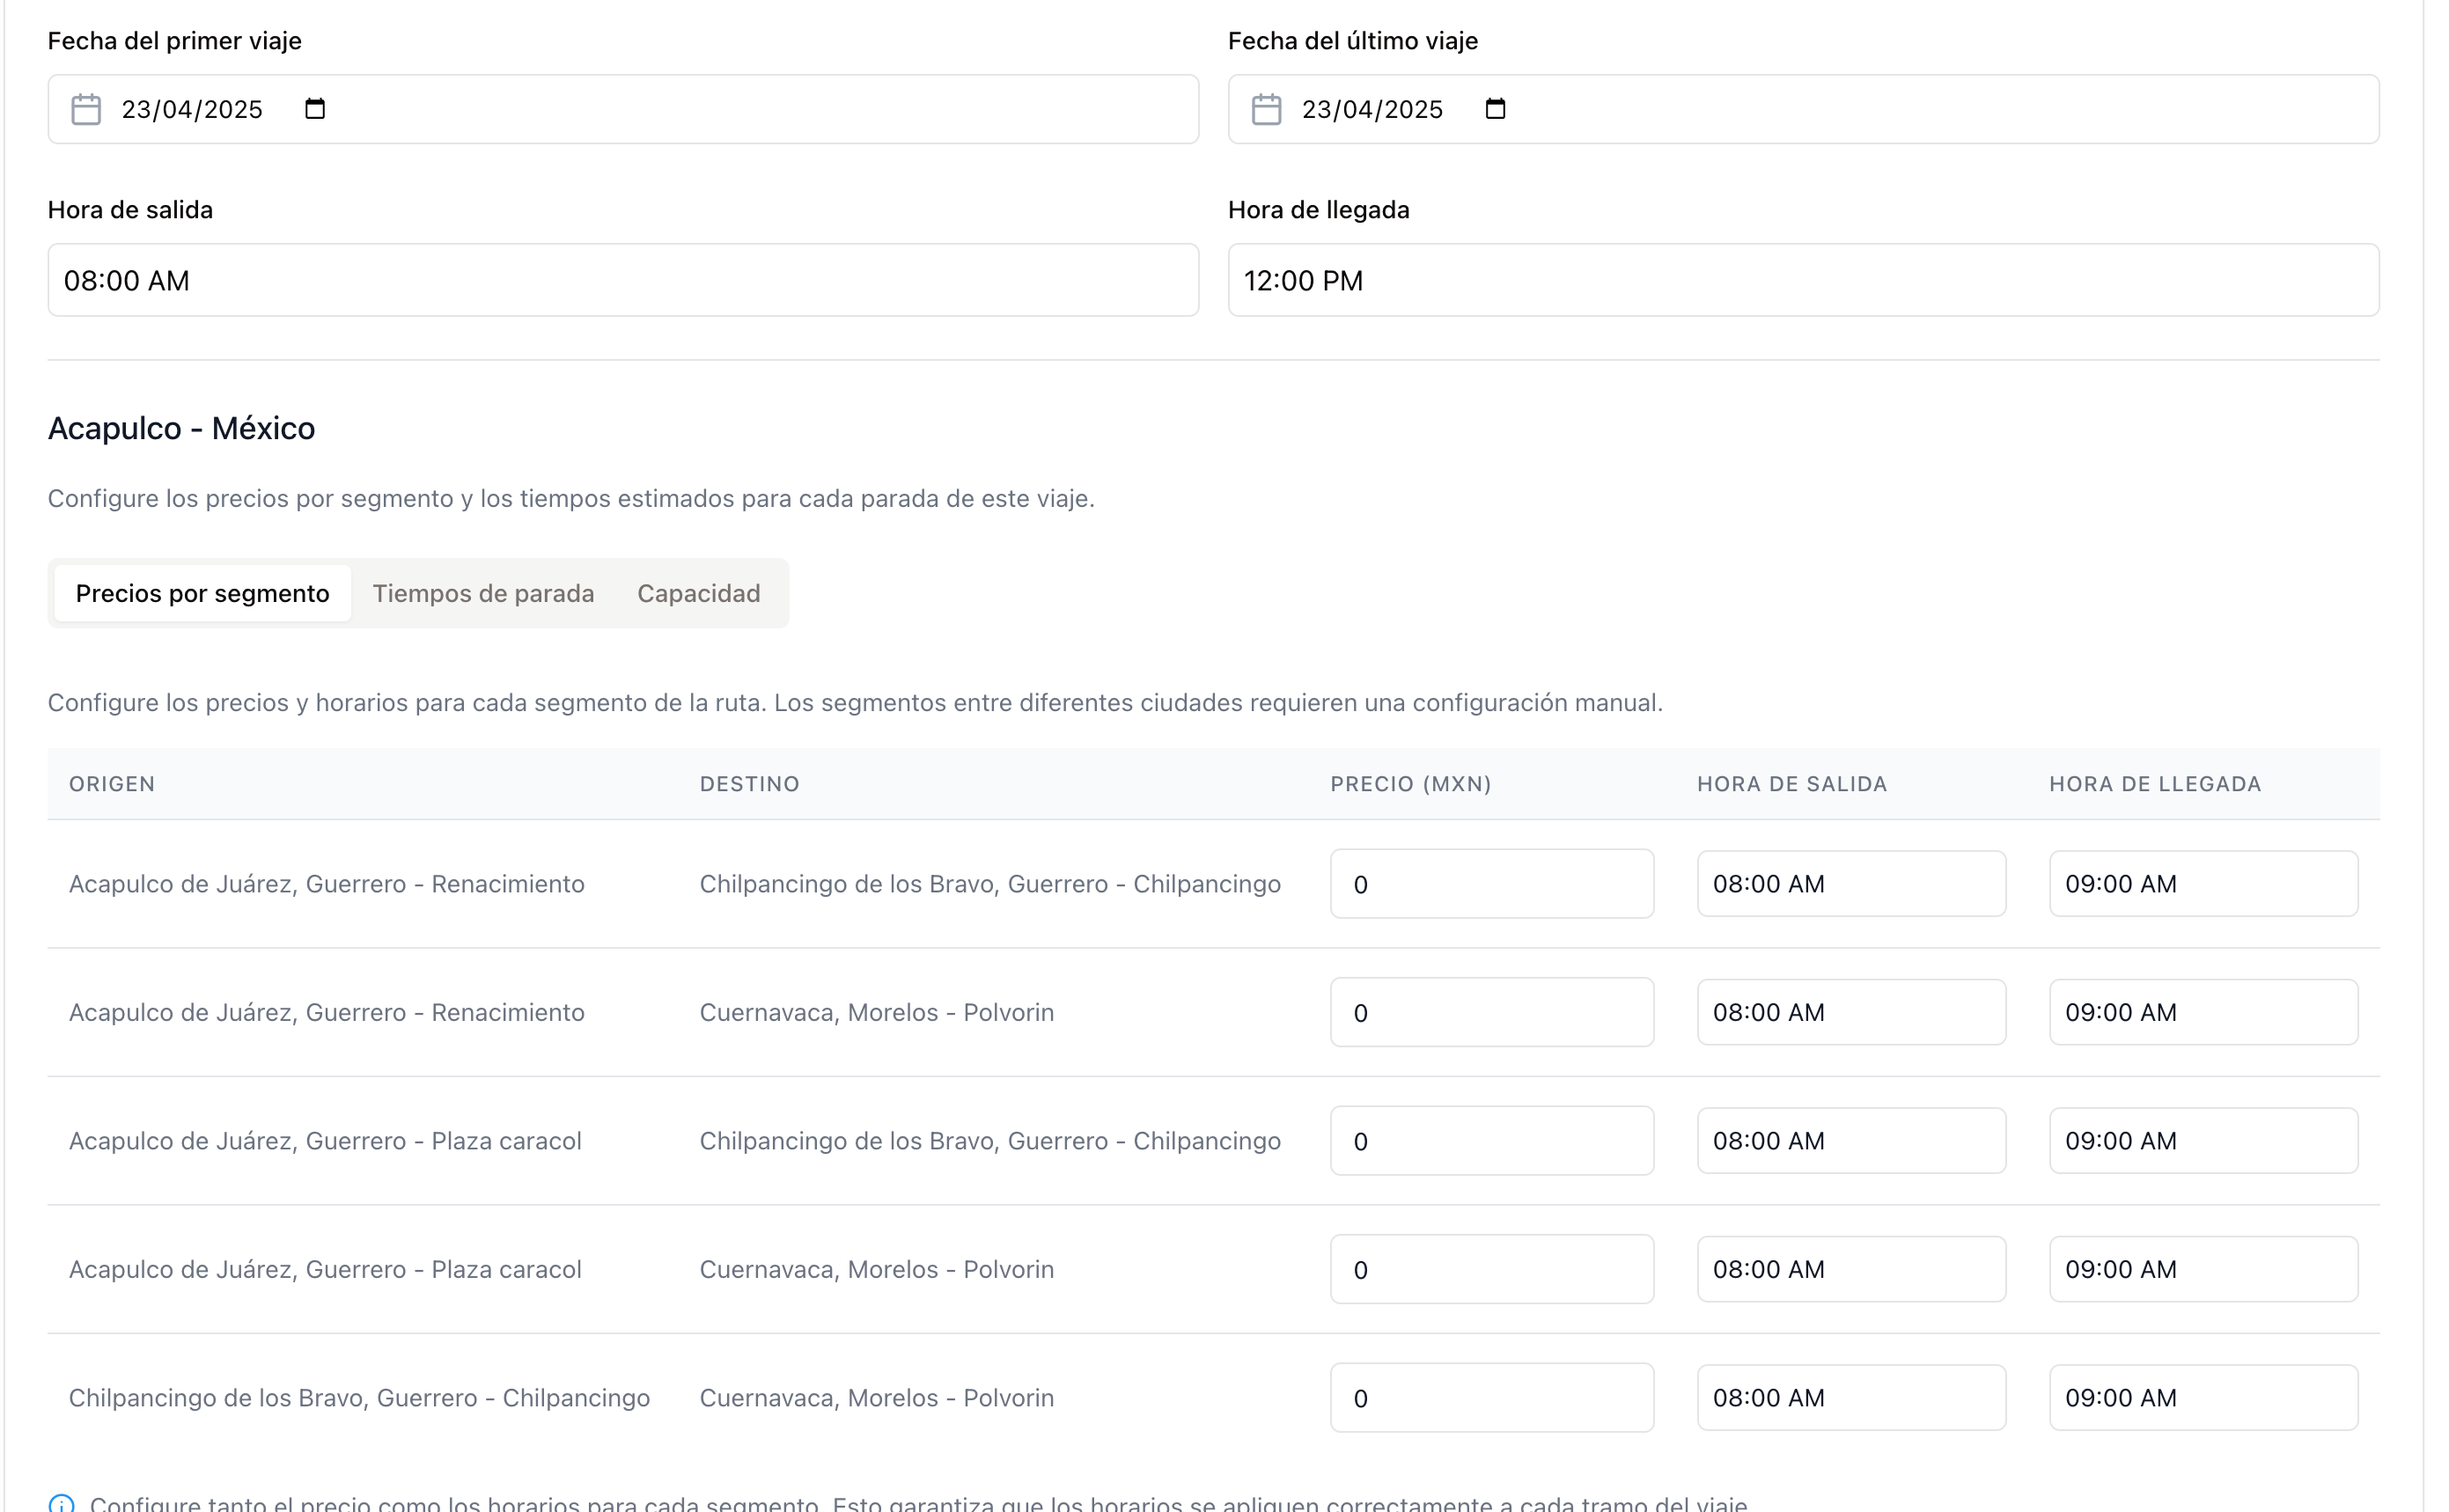 Fecha del primer viaje
Fecha del último viaje
23/04/2025
23/04/2025
Hora de salida
Hora de llegada
08:00 AM
12:00 PM
Acapulco - México
Configure los precios por segmento y los tiempos estimados para cada parada de este viaje.
Precios por segmento Tiempos de parada Capacidad
Configure los precios y horarios para cada segmento de la ruta. Los segmentos entre diferentes ciudades requieren una configuración manual.
ORIGEN DESTINO PRECIO (MXN) HORA DE SALIDA HORA DE LLEGADA
Acapulco de Juárez, Guerrero - Renacimiento Chilpancingo de los Bravo, Guerrero - Chilpancingo 0 08:00 AM 09:00 AM
Acapulco de Juárez, Guerrero - Renacimiento Cuernavaca, Morelos - Polvorin 0 08:00 AM 09:00 AM
Acapulco de Juárez, Guerrero - Plaza caracol Chilpancingo de los Bravo, Guerrero - Chilpancingo 0 08:00 AM 09:00 AM
Acapulco de Juárez, Guerrero - Plaza caracol Cuernavaca, Morelos - Polvorin 0 08:00 AM 09:00 AM
Chilpancingo de los Bravo, Guerrero - Chilpancingo Cuernavaca, Morelos - Polvorin 0 08:00 AM 09:00 AM
Configure tanto el precio como los horarios para cada segmento. Esto garantiza que los horarios se apliquen correctamente a cada tramo del viaje.